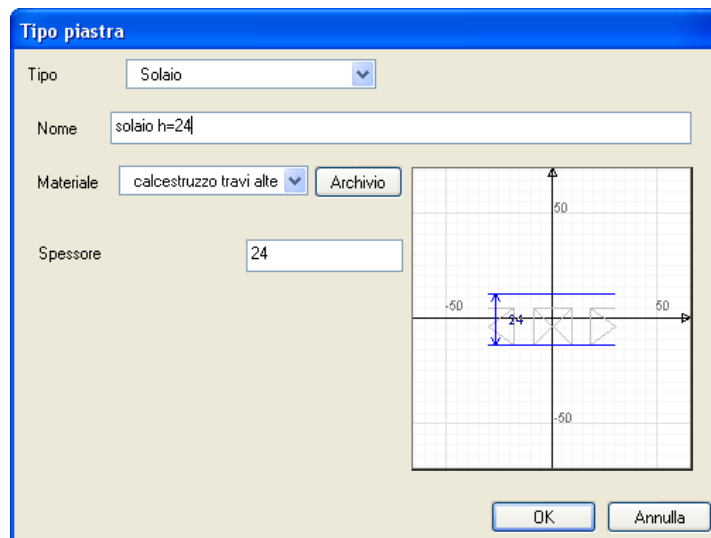 Tipo piastra
Tipo Solaio
Nome solaio h=24
Materiale calcestruzzo travi alte Archivio
Spessore 24
50
-50 50
24
-50
OK Annulla